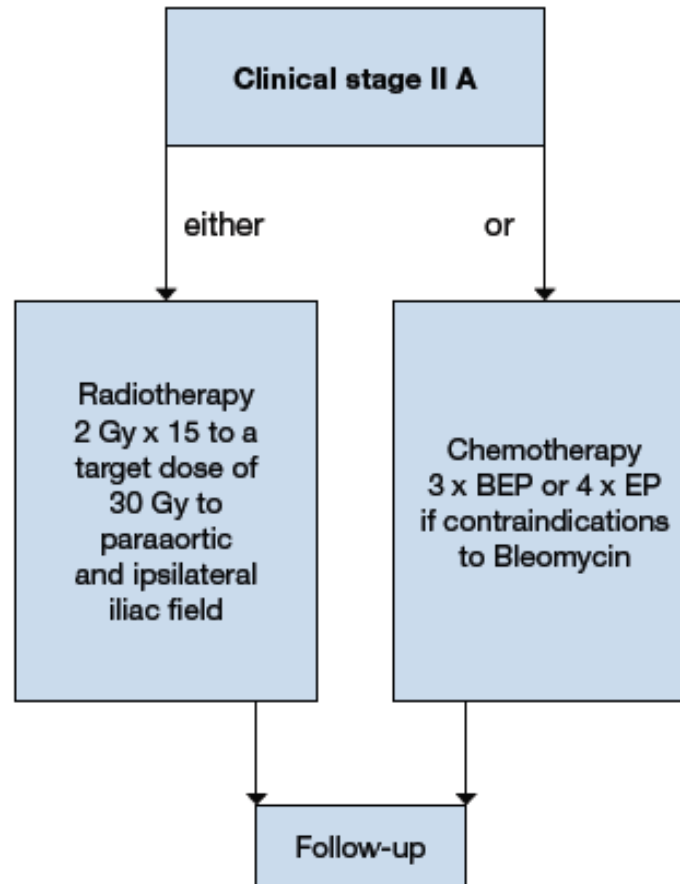 Clinical stage II A
either
or
Radiotherapy
2 Gy x 15 to a
target dose of
30 Gy to
paraaortic
and ipsilateral
iliac field
Chemotherapy
3 x BEP or 4 x EP
if contraindications
to Bleomycin
Follow-up